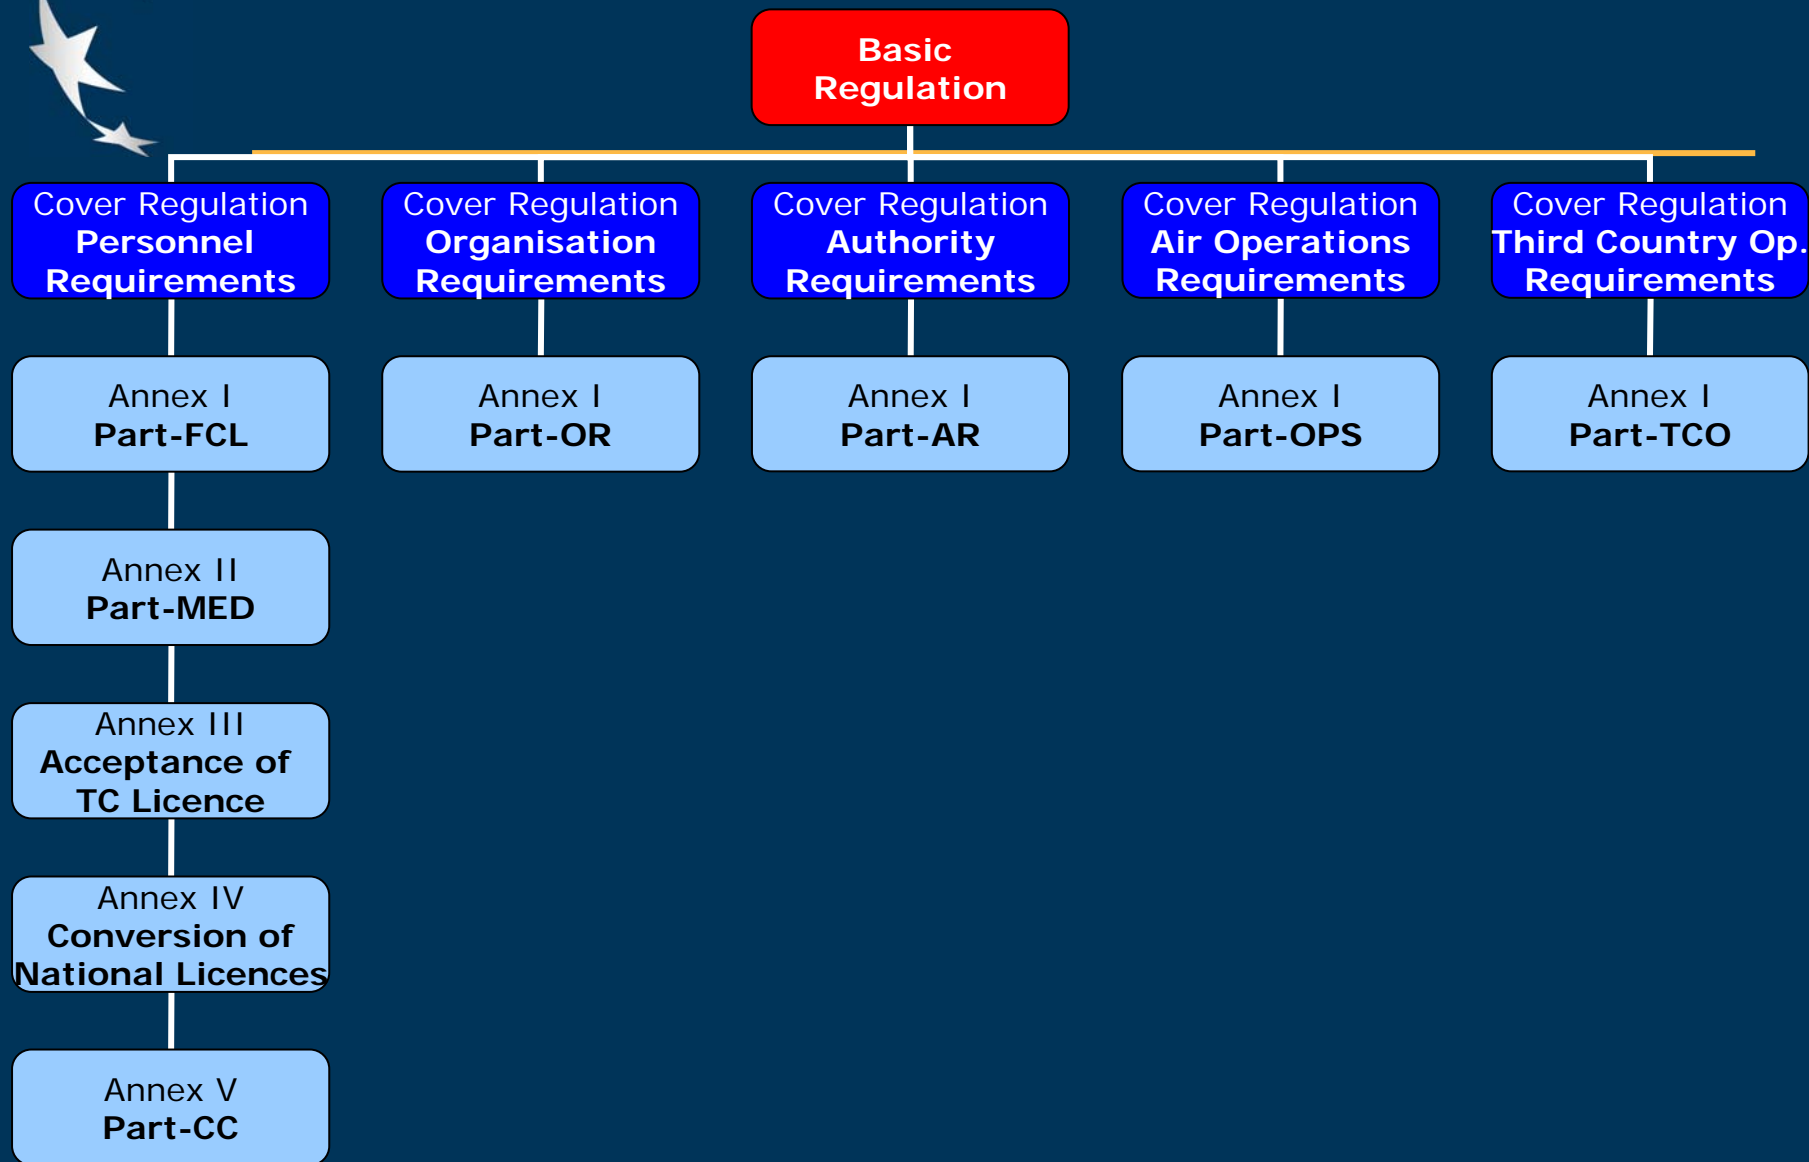 Basic
Regulation
Cover Regulation
Personnel
Requirements
Cover Regulation
Organisation
Requirements
Cover Regulation
Authority
Requirements
Cover Regulation
Air Operations
Requirements
Cover Regulation
Third Country Op.
Requirements
Annex I
Part-FCL
Annex I
Part-OR
Annex I
Part-AR
Annex I
Part-OPS
Annex I
Part-TCO
Annex II
Part-MED
Annex III
Acceptance of
TC Licence
Annex IV
Conversion of
National Licences
Annex V
Part-CC